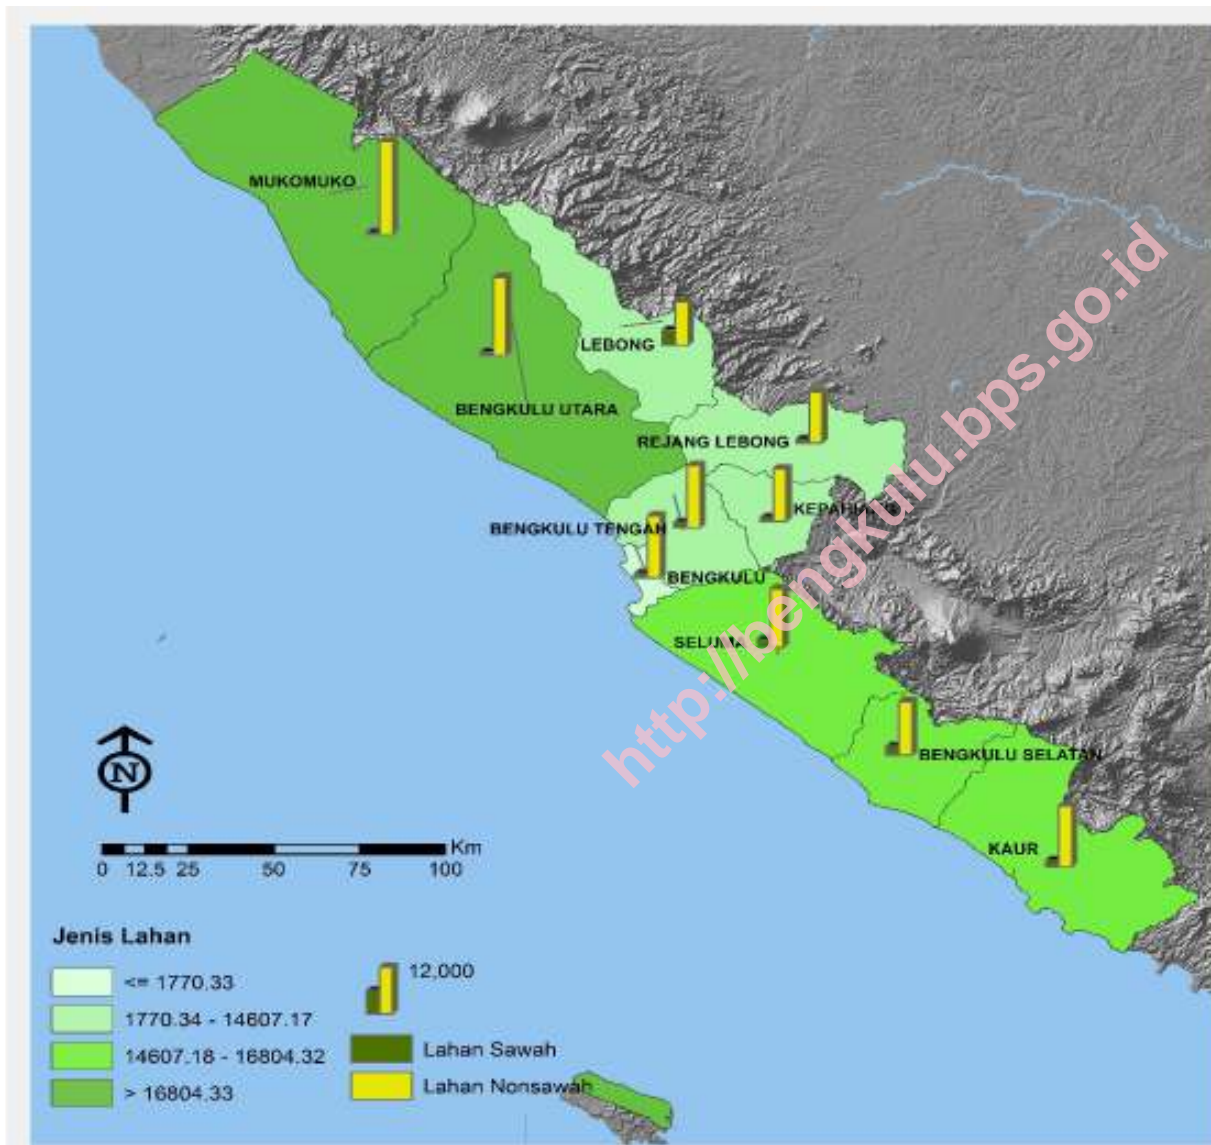 MUKOMUKO
LEBONG
BENGKULU UTARA
REJANG LEBONG
BENGKULU TENGAH
BENGKULU
SELUMA
BENGKULU SELATAN
KAUR
http://bengkulu.bps.go.id
N
Km
0 12.5 25 50 75 100
Jenis Lahan
<= 1770.33
1770.34 - 14607.17
14607.18 - 16804.32
> 16804.33
12,000
Lahan Sawah
Lahan Nonsawah